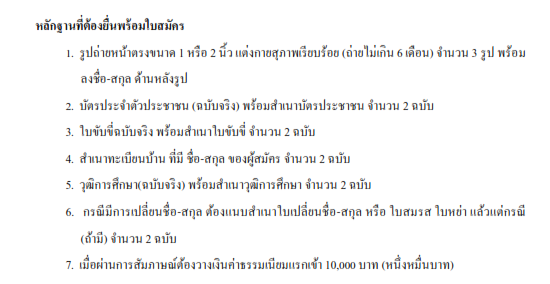 หลักฐานที่ต้องยื่นพร้อมใบสมัคร
1. รูปถ่ายหน้าตรงขนาด 1 หรือ 2 นิ้ว แต่งกายสุภาพเรียบร้อย (ถ่ายไม่เกิน 6 เดือน) จำนวน 3 รูป พร้อม
ลงชื่อ-สกุล ด้านหลังรูป
2. บัตรประจำตัวประชาชน (ฉบับจริง) พร้อมสำเนาบัตรประชาชน จำนวน 2 ฉบับ
3. ใบขับขี่ฉบับจริง พร้อมสำเนาใบขับขี่ จำนวน 2 ฉบับ
4. สำเนาทะเบียนบ้าน ที่มี ชื่อ-สกุล ของผู้สมัคร จำนวน 2 ฉบับ
5. วุฒิการศึกษา(ฉบับจริง) พร้อมสำเนาวุฒิการศึกษา จำนวน 2 ฉบับ
6. กรณีมีการเปลี่ยนชื่อ-สกุล ต้องแนบสำเนาใบเปลี่ยนชื่อ-สกุล หรือ ใบสมรส ใบหย่า แล้วแต่กรณี
(ถ้ามี) จำนวน 2 ฉบับ
7. เมื่อผ่านการสัมภาษณ์ต้องวางเงินค่าธรรมเนียมแรกเข้า 10,000 บาท (หนึ่งหมื่นบาท)